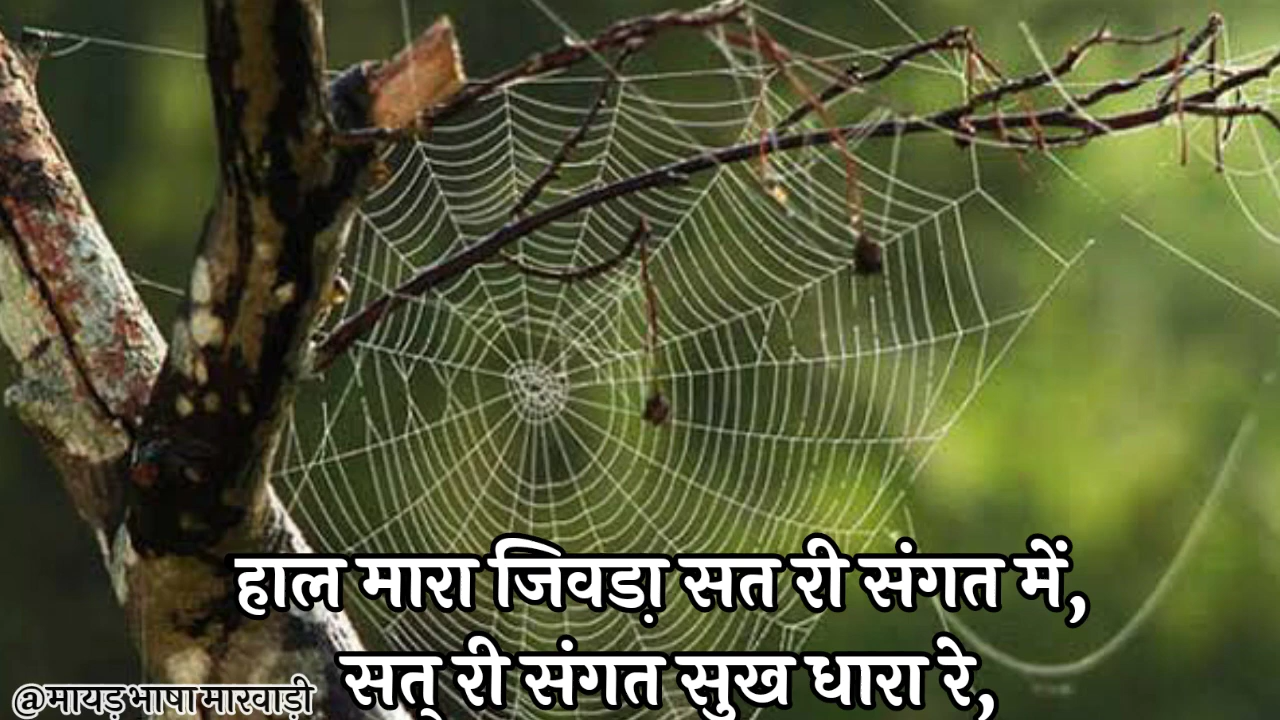 हाल मारा जिवडा़ सत री संगत में,
सत् री संगत सुख धारा रे,
@मायड़ भाषा मारवाड़ी